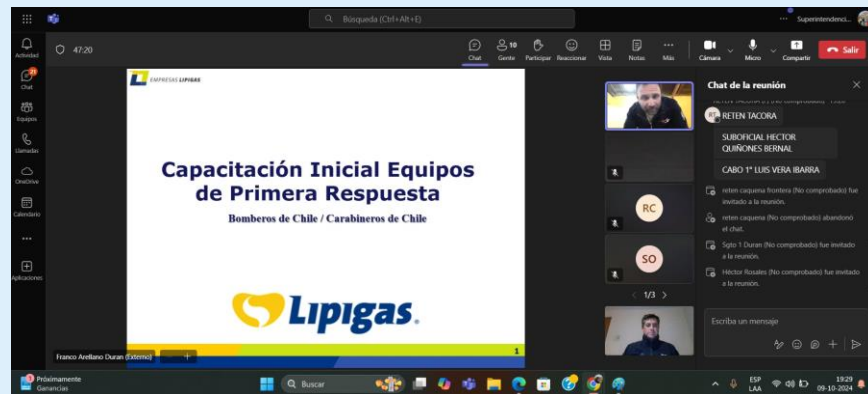 Búsqueda (Ctrl+Alt+E)
Superintendenci...
47:20
Chat
10
Gente
Participar
Reaccionar
Vista
Notas
Más
Cámara
Micro
Compartir
Salir
Actividad
21
Chat
Equipos
Llamadas
OneDrive
Calendario
Aplicaciones
EMPRESAS LIPIGAS
Capacitación Inicial Equipos
de Primera Respuesta
Bomberos de Chile / Carabineros de Chile
LIPIGAS.
1
Franco Arellano Duran (Externo)
RC
SO
1/3
Chat de la reunión
RETEN TACORA
SUBOFICIAL HECTOR
QUIÑONES BERNAL
CABO 1° LUIS VERA IBARRA
reten caquena frontera (No comprobado) fue
invitado a la reunión.
reten caquena (No comprobado) abandonó
el chat.
Sgto 1 Duran (No comprobado) fue invitado
a la reunión.
Héctor Rosales (No comprobado) fue invitado
a la reunión.
Escriba un mensaje
Próximamente
Ganancias
Buscar
ESP
LAA
19:29
09-10-2024